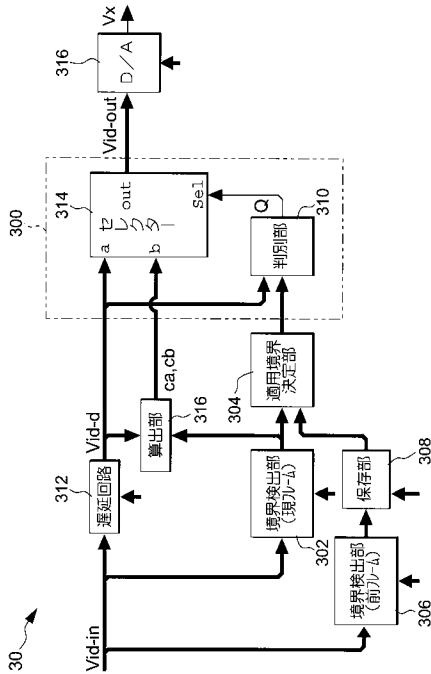 30
Vid-in
312
遅延回路
Vid-d
算出部
316
ca,cb
境界検出部
(現フレーム)
302
境界検出部
(前フレーム)
306
保存部
308
304
適用境界
決定部
300
314
セレクター
a
b
out
Sel
Q
判別部
310
Vid-out
316
D/A
Vx